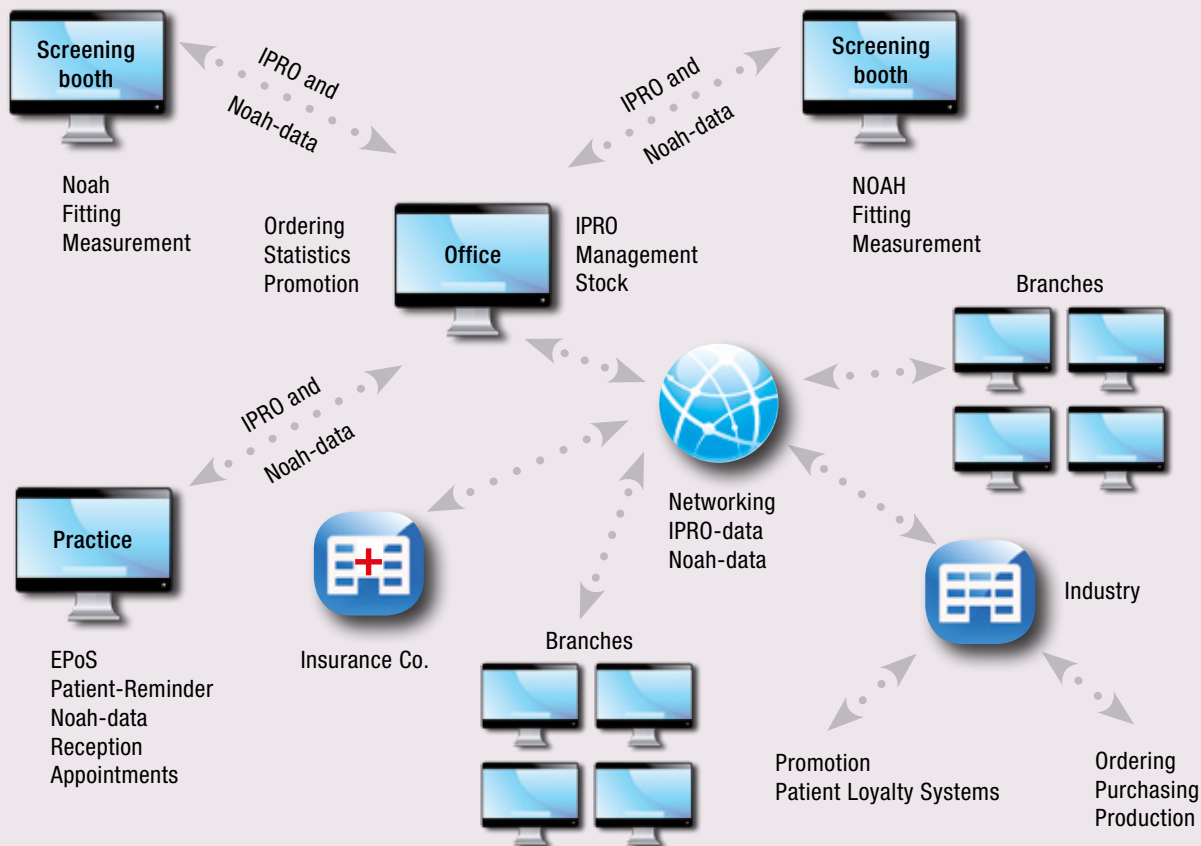 Screening
booth
IPRO and
Noah-data
Noah
Fitting
Measurement
IPRO and
Noah-data
Screening
booth
NOAH
Fitting
Measurement
Ordering
Statistics
Promotion
Office
IPRO
Management
Stock
Branches
IPRO and
Noah-data
Networking
IPRO-data
Noah-data
Practice
EPoS
Patient-Reminder
Noah-data
Reception
Appointments
Insurance Co.
Branches
Industry
Promotion
Patient Loyalty Systems
Ordering
Purchasing
Production